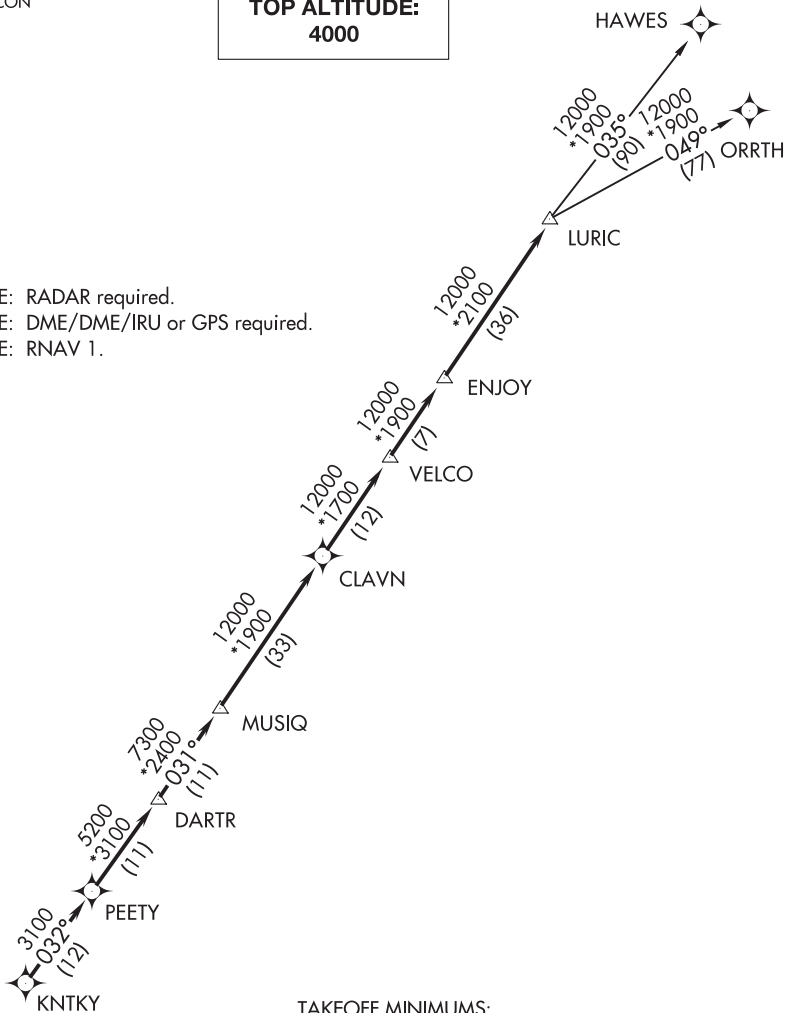 CON
TOP ALTITUDE:
4000
HAWES
12000
*1900
035°
(90)
12000
*1900
049°
(77)
ORRTH
LURIC
E: RADAR required.
E: DME/DME/IRU or GPS required.
E: RNAV 1.
12000
*2100
(36)
ENJOY
12000
*1900
(7)
VELCO
12000
*1700
(12)
CLAVN
12000
*1900
(33)
MUSIQ
7300
*2400
031°
(11)
DARTR
5200
*3100
(11)
PEETY
3100
032°
(12)
KNTKY
TAKEOFF MINIMUMS: